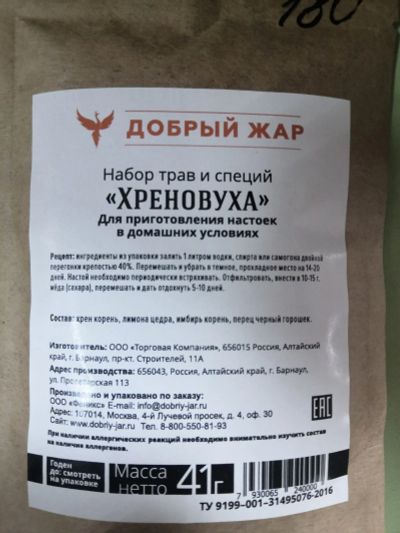 180
ДОБРЫЙ ЖАР
Набор трав и специй
«ХРЕНОВУХА»
Для приготовления настоек
в домашних условиях
Рецепт: ингредиенты из упаковки залить 1 литром водки, спирта или самогона двойной
перегонки крепостью 40%. Перемешать и убрать в темное, прохладное место на 14-20
дней. Настой необходимо периодически встряхивать. Отфильтровать, внести в 10-15 г.
мёда (сахара), перемешать и дать отдохнуть 5-10 дней.
Состав: хрен корень, лимона цедра, имбирь корень, перец черный горошек.
Изготовитель: ООО «Торговая Компания», 656015 Россия, Алтайский
край, г. Барнаул, пр-кт. Строителей, 11А
Адрес производства: 656043, Россия, Алтайский край, г. Барнаул,
ул. Пролетарская 113
Произведено и упаковано по заказу:
ООО «Феникс» E-mail: info@dobriy-jar.ru
Адрес: 107014, Москва, 4-й Лучевой просек, д. 4, оф. 30
Сайт: www.dobriy-jar.ru Тел.: 8-800-550-81-93
При наличии аллергических реакций необходимо внимательно изучить состав
на наличие аллергенов.
ЕАС
Годен
до: смотреть
на упаковке
Масса
нетто
41 г
7 930065 240000
ТУ 9199-001-31495076-2016